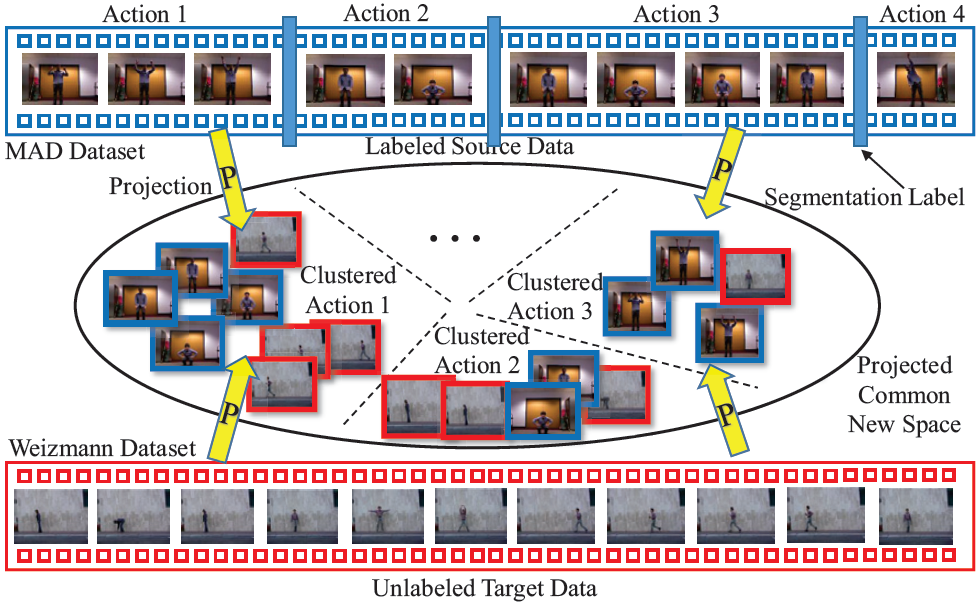 Action 1
Action 2
Action 3
Action 4
MAD Dataset
Labeled Source Data
Projection
P
P
Segmentation Label
...
Clustered
Action 1
Clustered
Action 3
Clustered
Action 2
Projected
Common
New Space
P
P
Weizmann Dataset
Unlabeled Target Data